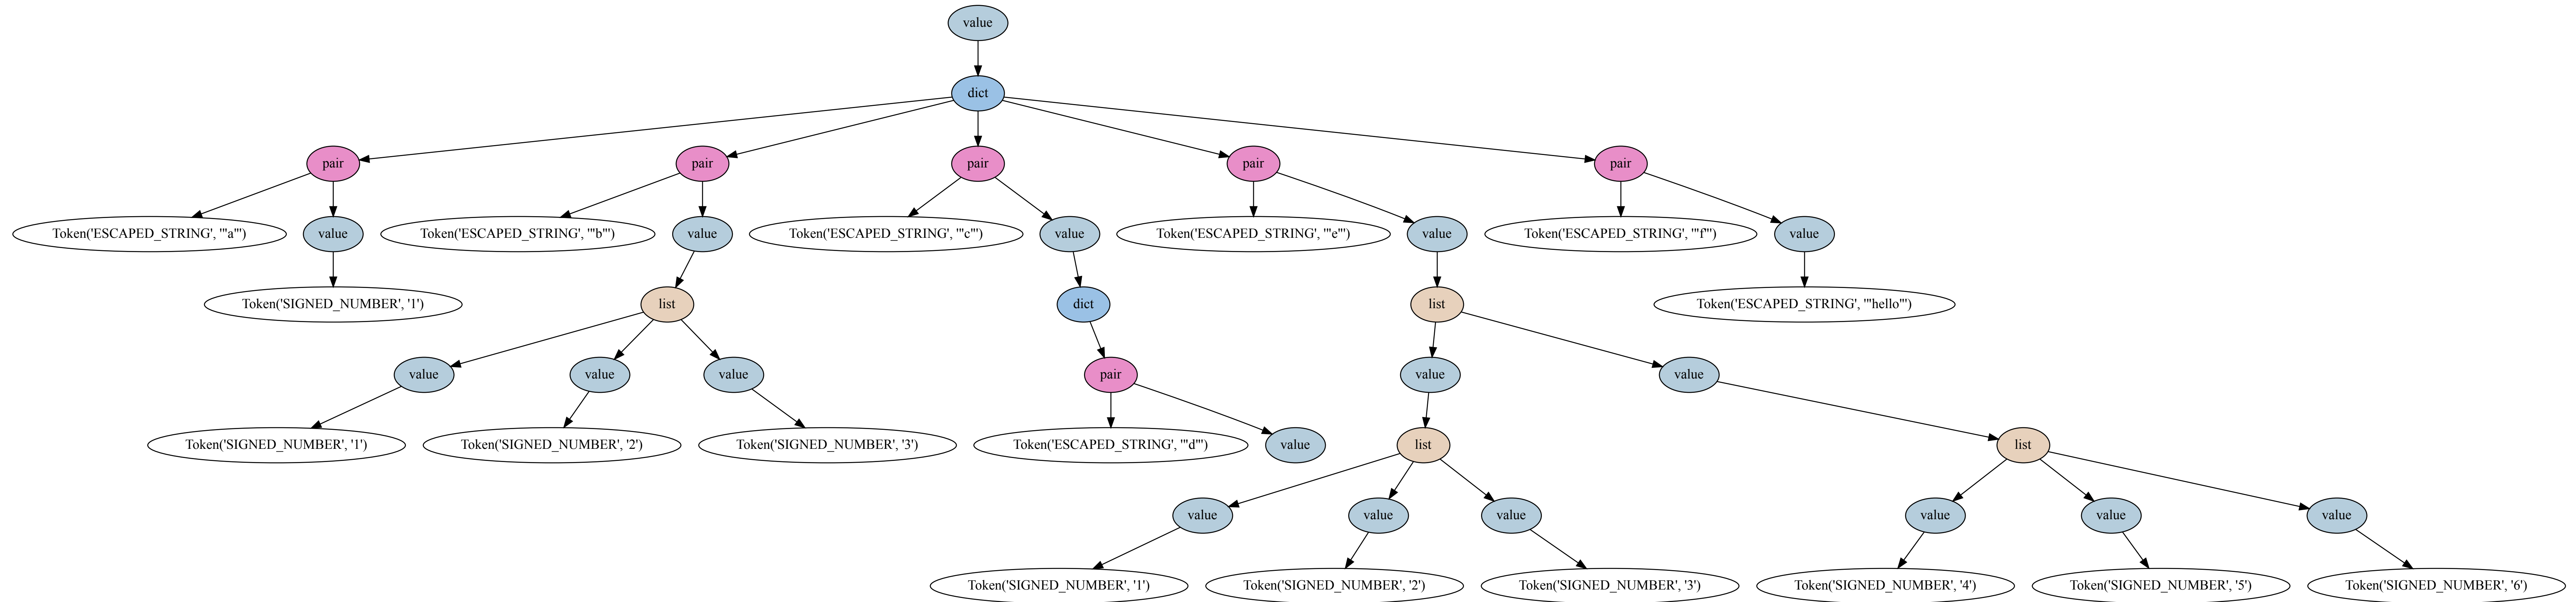 value
dict
pair pair pair pair pair
Token('ESCAPED_STRING', '"a"') value Token('ESCAPED_STRING', '"b"') value Token('ESCAPED_STRING', '"c"') value Token('ESCAPED_STRING', '"e"') value Token('ESCAPED_STRING', '"f"') value
Token('SIGNED_NUMBER', '1') list dict list Token('ESCAPED_STRING', '"hello"')
value value value pair value value
Token('SIGNED_NUMBER', '1') Token('SIGNED_NUMBER', '2') Token('SIGNED_NUMBER', '3') Token('ESCAPED_STRING', '"d"') value list list
value value value value value value
Token('SIGNED_NUMBER', '1') Token('SIGNED_NUMBER', '2') Token('SIGNED_NUMBER', '3') Token('SIGNED_NUMBER', '4') Token('SIGNED_NUMBER', '5') Token('SIGNED_NUMBER', '6')